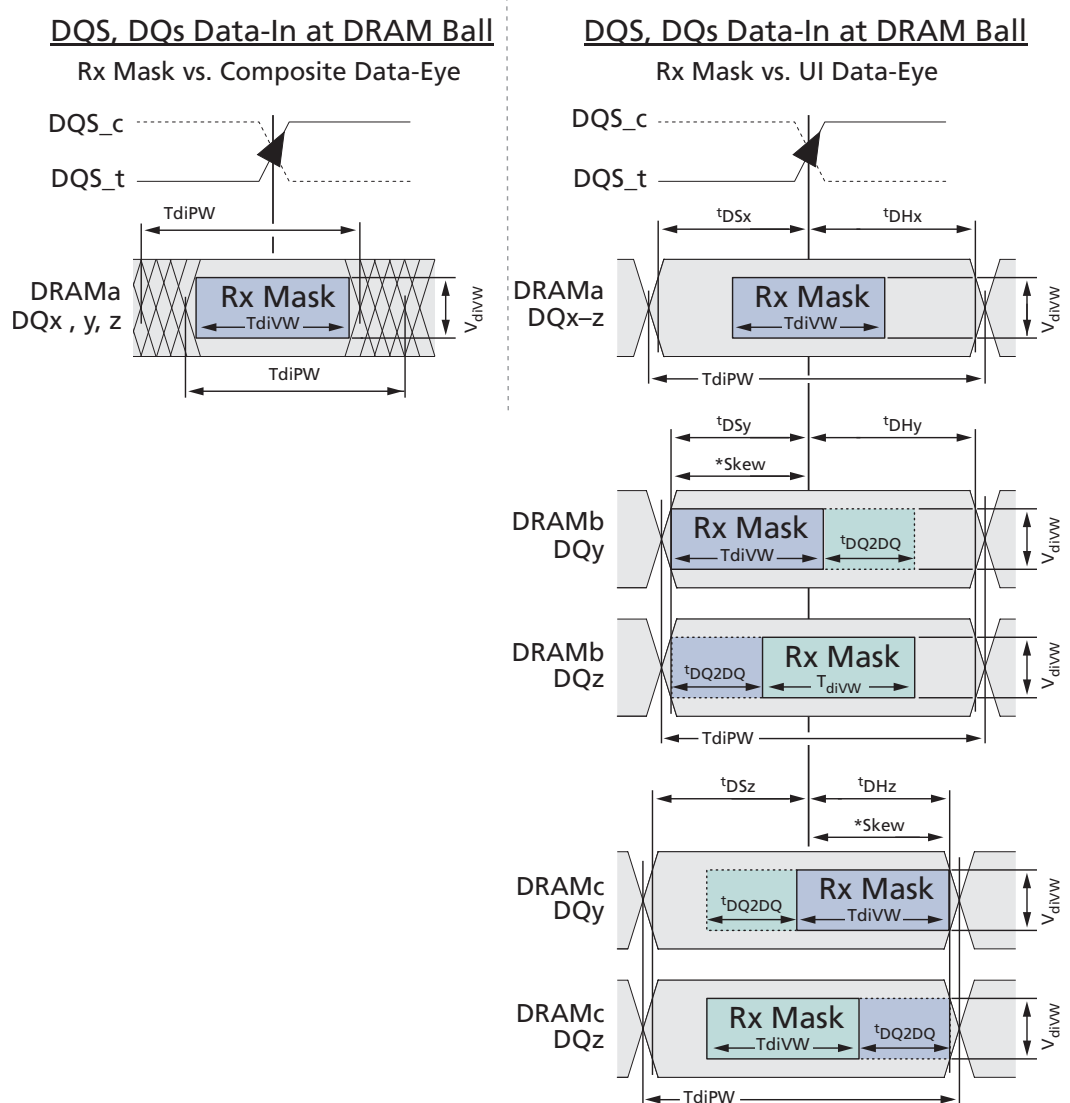 DQS, DQs Data-In at DRAM Ball
Rx Mask vs. Composite Data-Eye
DQS_c
DQS_t
TdiPW
DRAMa
DQx , y, z
Rx Mask
TdiVW
VdiVW
TdiPW
DQS, DQs Data-In at DRAM Ball
Rx Mask vs. UI Data-Eye
DQS_c
DQS_t
tDSx
tDHx
DRAMa
DQx–z
Rx Mask
TdiVW
VdiVW
TdiPW
tDSy
tDHy
*Skew
DRAMb
DQy
Rx Mask
TdiVW
tDQ2DQ
VdiVW
DRAMb
DQz
tDQ2DQ
Rx Mask
TdiVW
VdiVW
TdiPW
tDSz
tDHz
*Skew
DRAMc
DQy
tDQ2DQ
Rx Mask
TdiVW
VdiVW
DRAMc
DQz
Rx Mask
TdiVW
tDQ2DQ
VdiVW
TdiPW